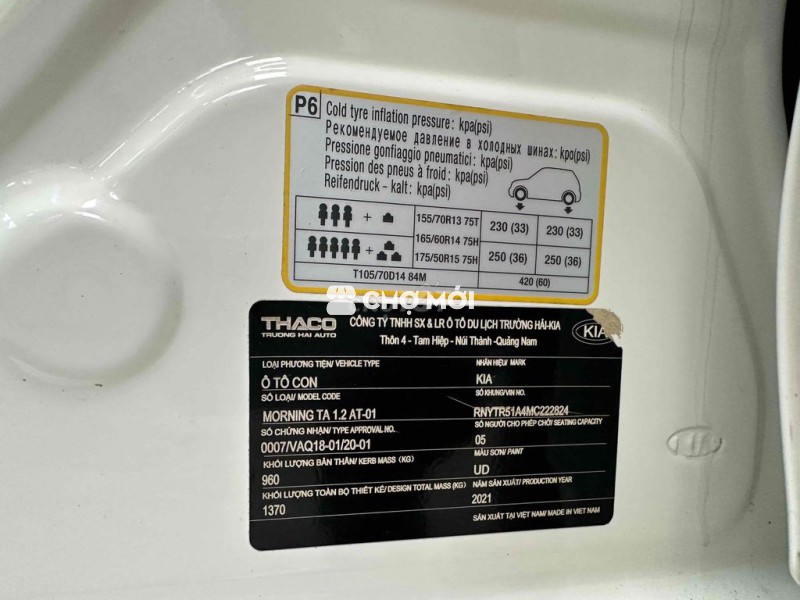 P6
Cold tyre inflation pressure: kpa(psi)
Рекомендуемое давление в холодных шинах: kpa(psi)
Pressione gonfiaggio pneumatici: kpa(psi)
Pression des pneus à froid: kpa(psi)
Reifendruck - kalt: kpa(psi)
+ 155/70R13 75T 230 (33) 230 (33)
165/60R14 75H
+ 175/50R15 75H 250 (36) 250 (36)
T105/70D14 84M 420 (60)
CHỢ MỚI
THACO CÔNG TY TNHH SX & LR Ô TÔ DU LỊCH TRƯỜNG HẢI-KIA KIA
TRUONG HAI AUTO Thôn 4 - Tam Hiệp - Núi Thành -Quảng Nam
LOẠI PHƯƠNG TIỆN/ VEHICLE TYPE NHÃN HIỆU/ MARK
Ô TÔ CON KIA
SỐ LOẠI/ MODEL CODE SỐ KHUNG/VIN NO.
MORNING TA 1.2 AT-01 RNYTR51A4MC222824
SỐ CHỨNG NHẬN/ TYPE APPROVAL NO. SỐ NGƯỜI CHO PHÉP CHỞ/ SEATING CAPACITY
0007/VAQ18-01/20-01 05
KHỐI LƯỢNG BẢN THÂN/ KERB MASS (KG) MÀU SƠN/ PAINT
960 UD
KHỐI LƯỢNG TOÀN BỘ THIẾT KẾ/ DESIGN TOTAL MASS (KG) NĂM SẢN XUẤT/ PRODUCTION YEAR
1370 2021
SẢN XUẤT TẠI VIỆT NAM/ MADE IN VIET NAM
KIA